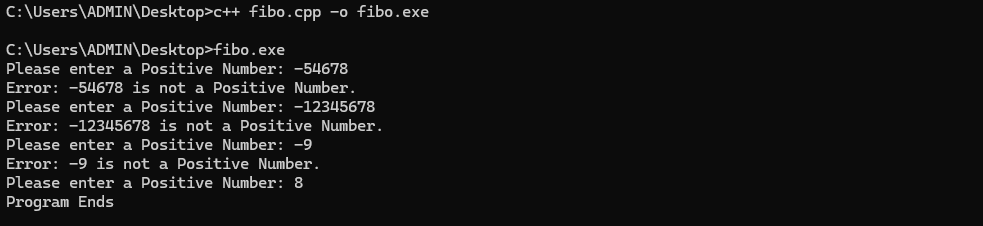 C:\Users\ADMIN\Desktop>c++ fibo.cpp -o fibo.exe
C:\Users\ADMIN\Desktop>fibo.exe
Please enter a Positive Number: -54678
Error: -54678 is not a Positive Number.
Please enter a Positive Number: -12345678
Error: -12345678 is not a Positive Number.
Please enter a Positive Number: -9
Error: -9 is not a Positive Number.
Please enter a Positive Number: 8
Program Ends